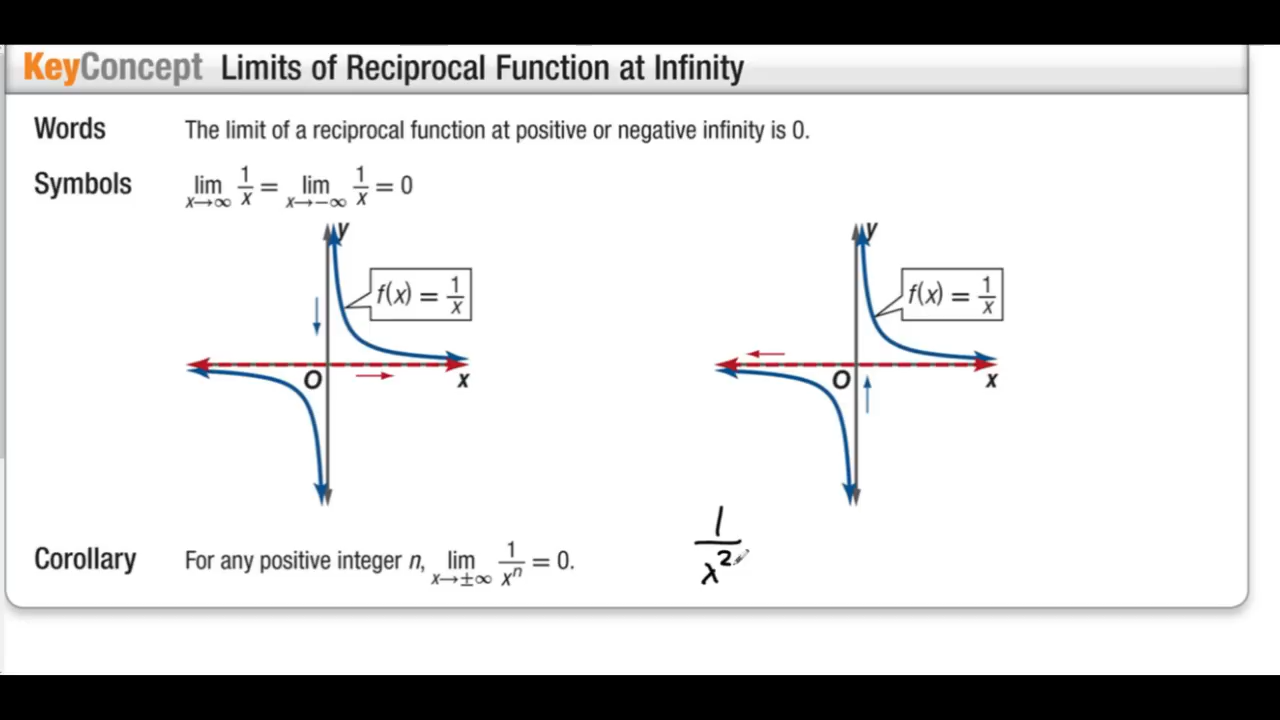 KeyConcept Limits of Reciprocal Function at Infinity
Words The limit of a reciprocal function at positive or negative infinity is 0.
Symbols lim x→∞ 1/x = lim x→−∞ 1/x = 0
y
f(x) = 1/x
O
x
y
f(x) = 1/x
O
x
Corollary For any positive integer n, lim x→±∞ 1/xⁿ = 0.
1/x²